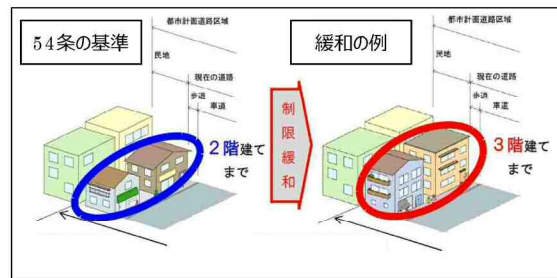 54条の基準
都市計画道路区域
民地
現在の道路
歩道
車道
2階建て
まで
制限緩和
緩和の例
都市計画道路区域
民地
現在の道路
歩道
車道
3階建て
まで